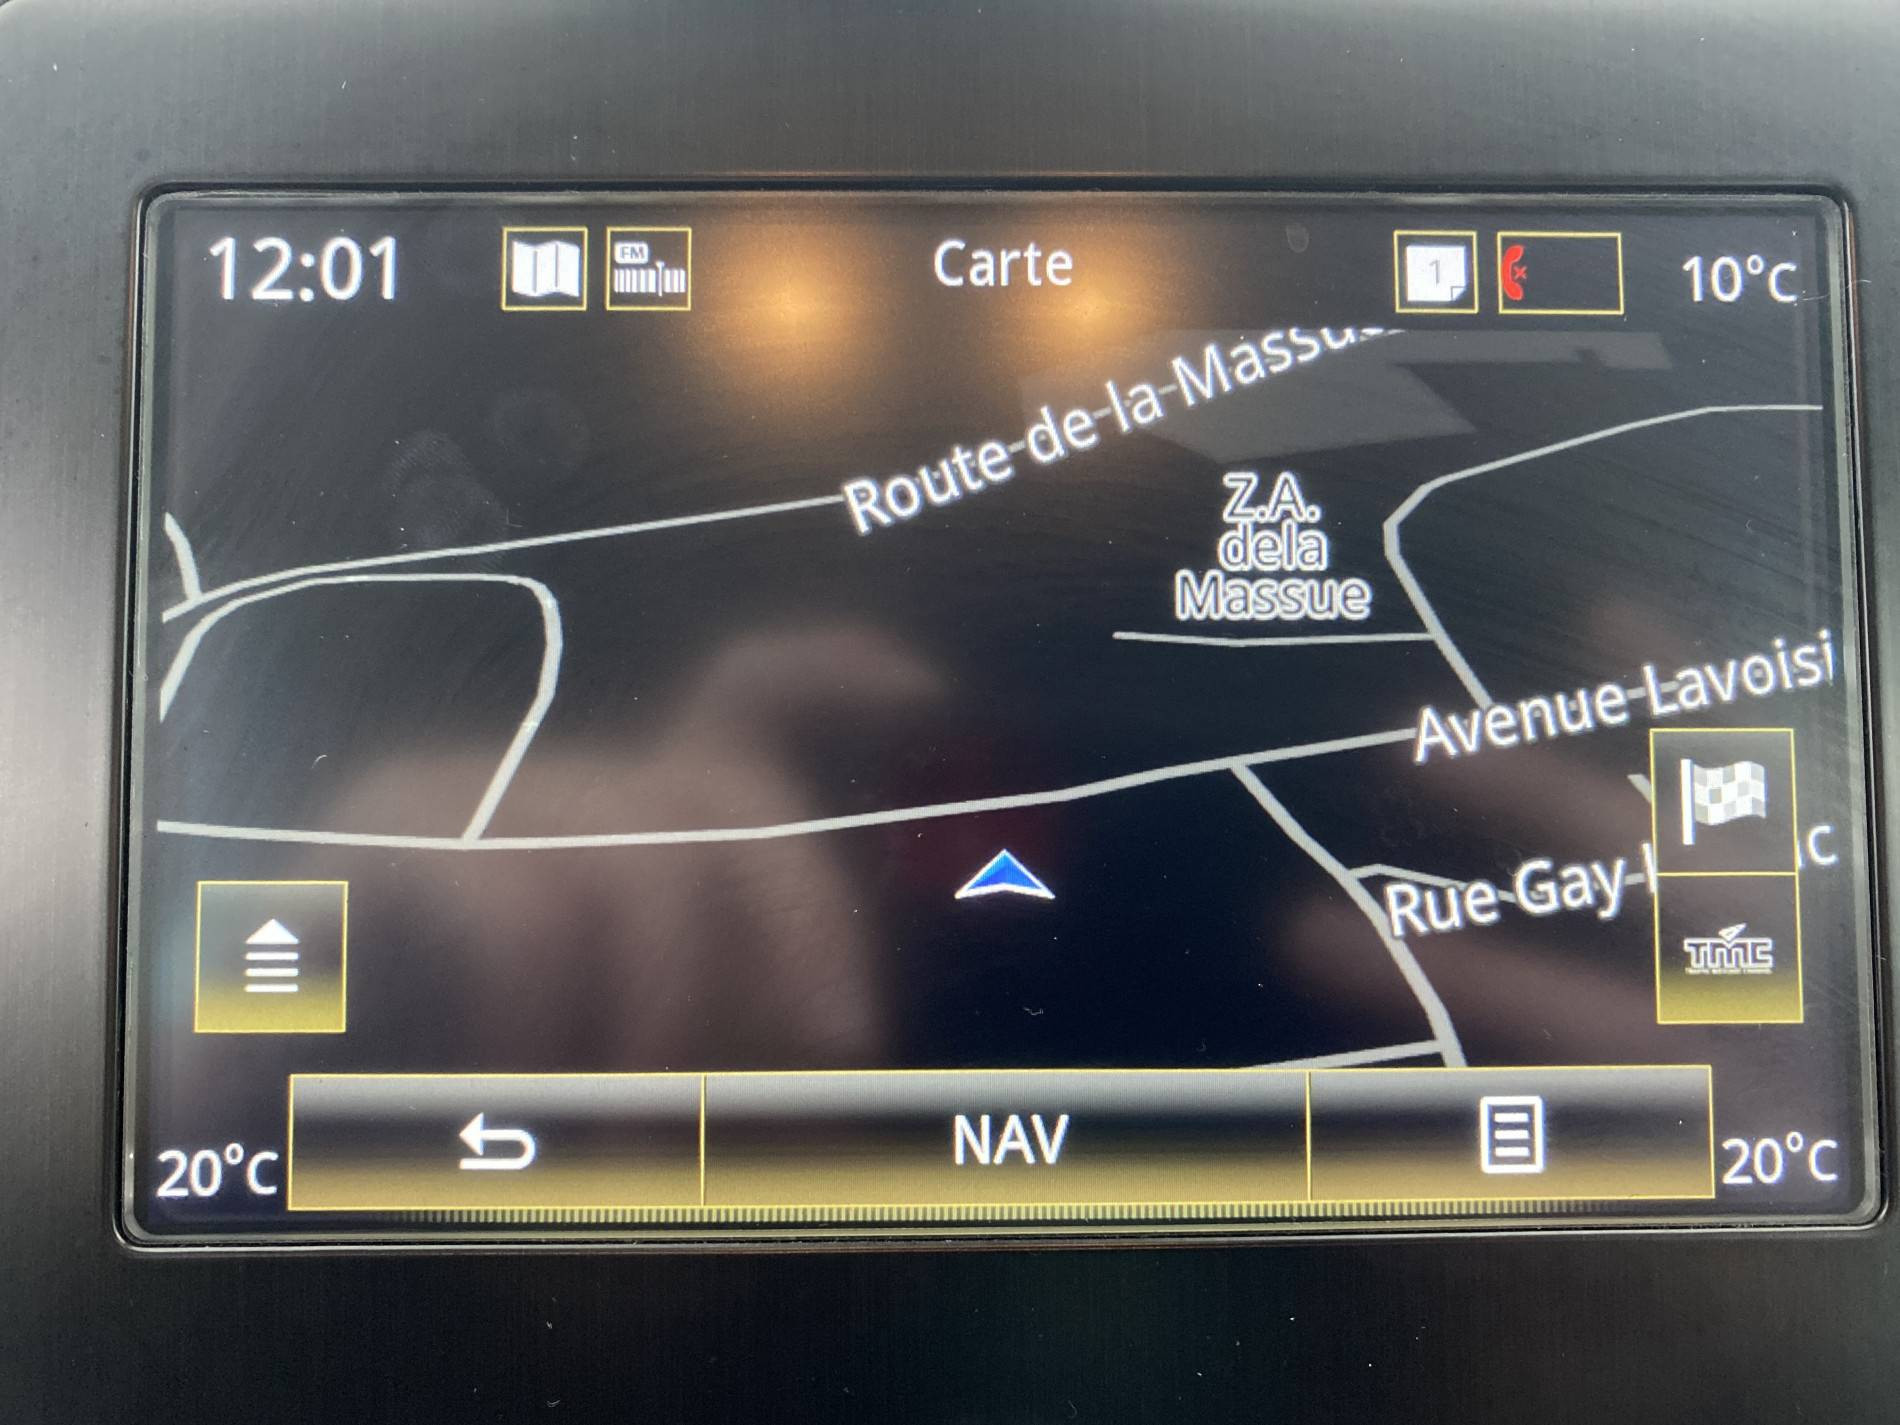 12:01
FM
Carte
1
10°C
Route-de-la-Massue
Z.A.
dela
Massue
Avenue-Lavoisi
Rue-Gay-
TMC
20°C
NAV
20°C